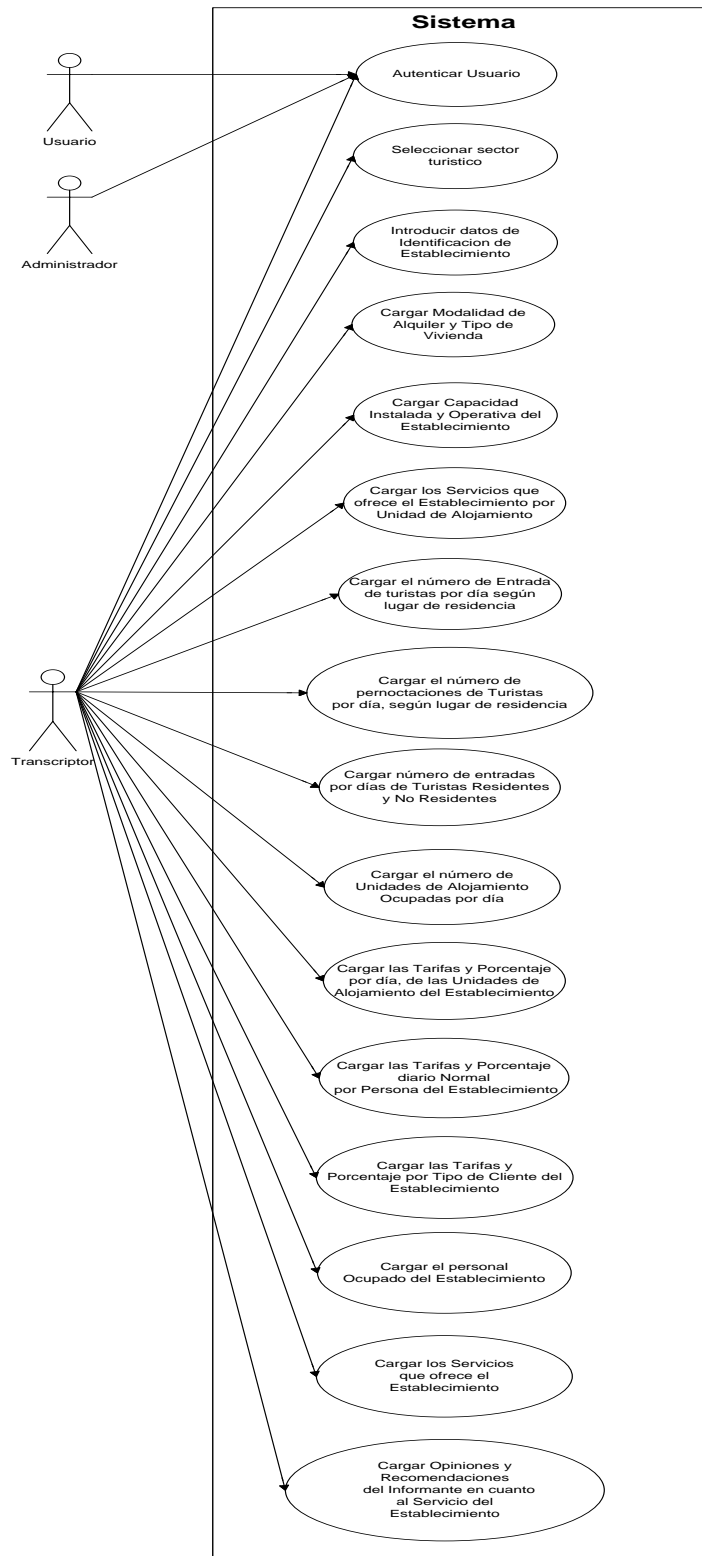 Sistema
Autenticar Usuario
Usuario
Seleccionar sector
turistico
Administrador
Introducir datos de
Identificacion de
Establecimiento
Cargar Modalidad de
Alquiler y Tipo de
Vivienda
Cargar Capacidad
Instalada y Operativa del
Establecimiento
Cargar los Servicios que
ofrece el Establecimiento por
Unidad de Alojamiento
Cargar el número de Entrada
de turistas por día según
lugar de residencia
Cargar el número de
pernoctaciones de Turistas
por día, según lugar de residencia
Transcriptor
Cargar número de entradas
por días de Turistas Residentes
y No Residentes
Cargar el número de
Unidades de Alojamiento
Ocupadas por día
Cargar las Tarifas y Porcentaje
por día, de las Unidades de
Alojamiento del Establecimiento
Cargar las Tarifas y Porcentaje
diario Normal
por Persona del Establecimiento
Cargar las Tarifas y
Porcentaje por Tipo de Cliente del
Establecimiento
Cargar el personal
Ocupado del Establecimiento
Cargar los Servicios
que ofrece el
Establecimiento
Cargar Opiniones y
Recomendaciones
del Informante en cuanto
al Servicio del
Establecimiento